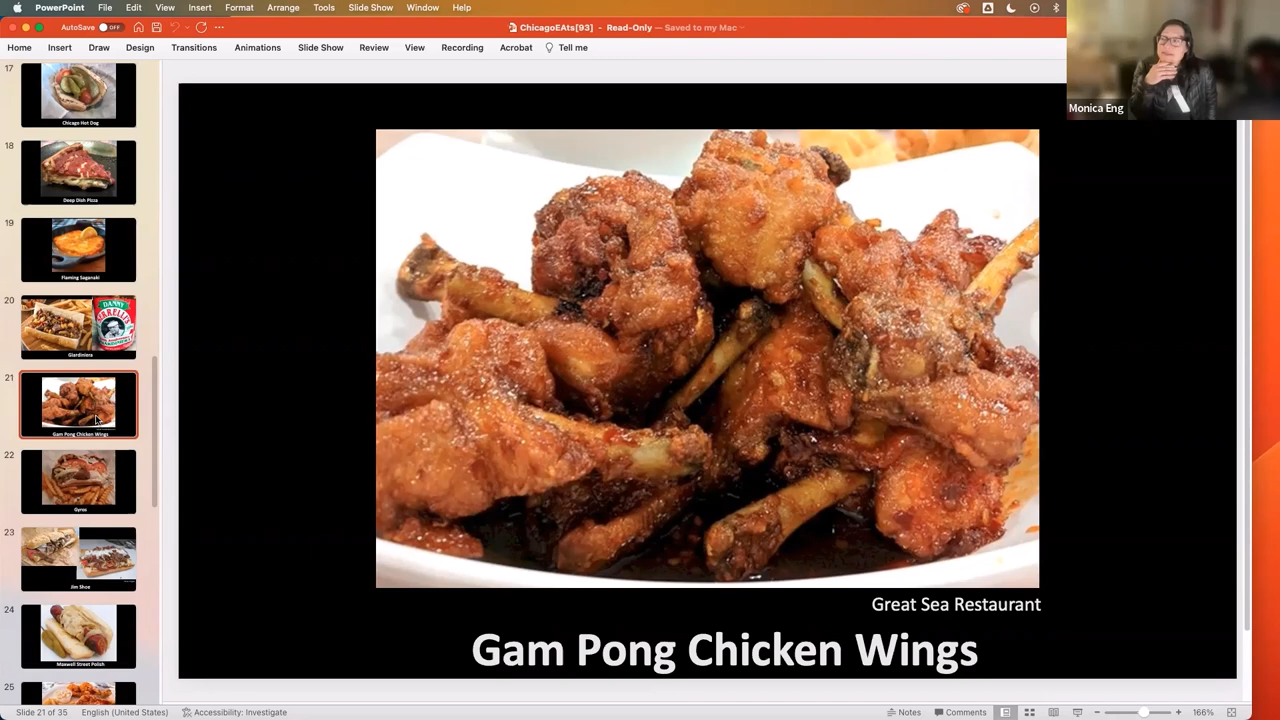 PowerPoint File Edit View Insert Format Arrange Tools Slide Show Window Help
AutoSave OFF ChicagoEAts[93] - Read-Only — Saved to my Mac
Home Insert Draw Design Transitions Animations Slide Show Review View Recording Acrobat Tell me
Monica Eng
17
Chicago Hot Dog
18
Deep Dish Pizza
19
Flaming Saganaki
20
Giardiniera
21
Gam Pong Chicken Wings
22
Gyros
23
Jim Shoe
24
Maxwell Street Polish
25
Great Sea Restaurant
Gam Pong Chicken Wings
Slide 21 of 35 English (United States) Accessibility: Investigate Notes Comments 166%